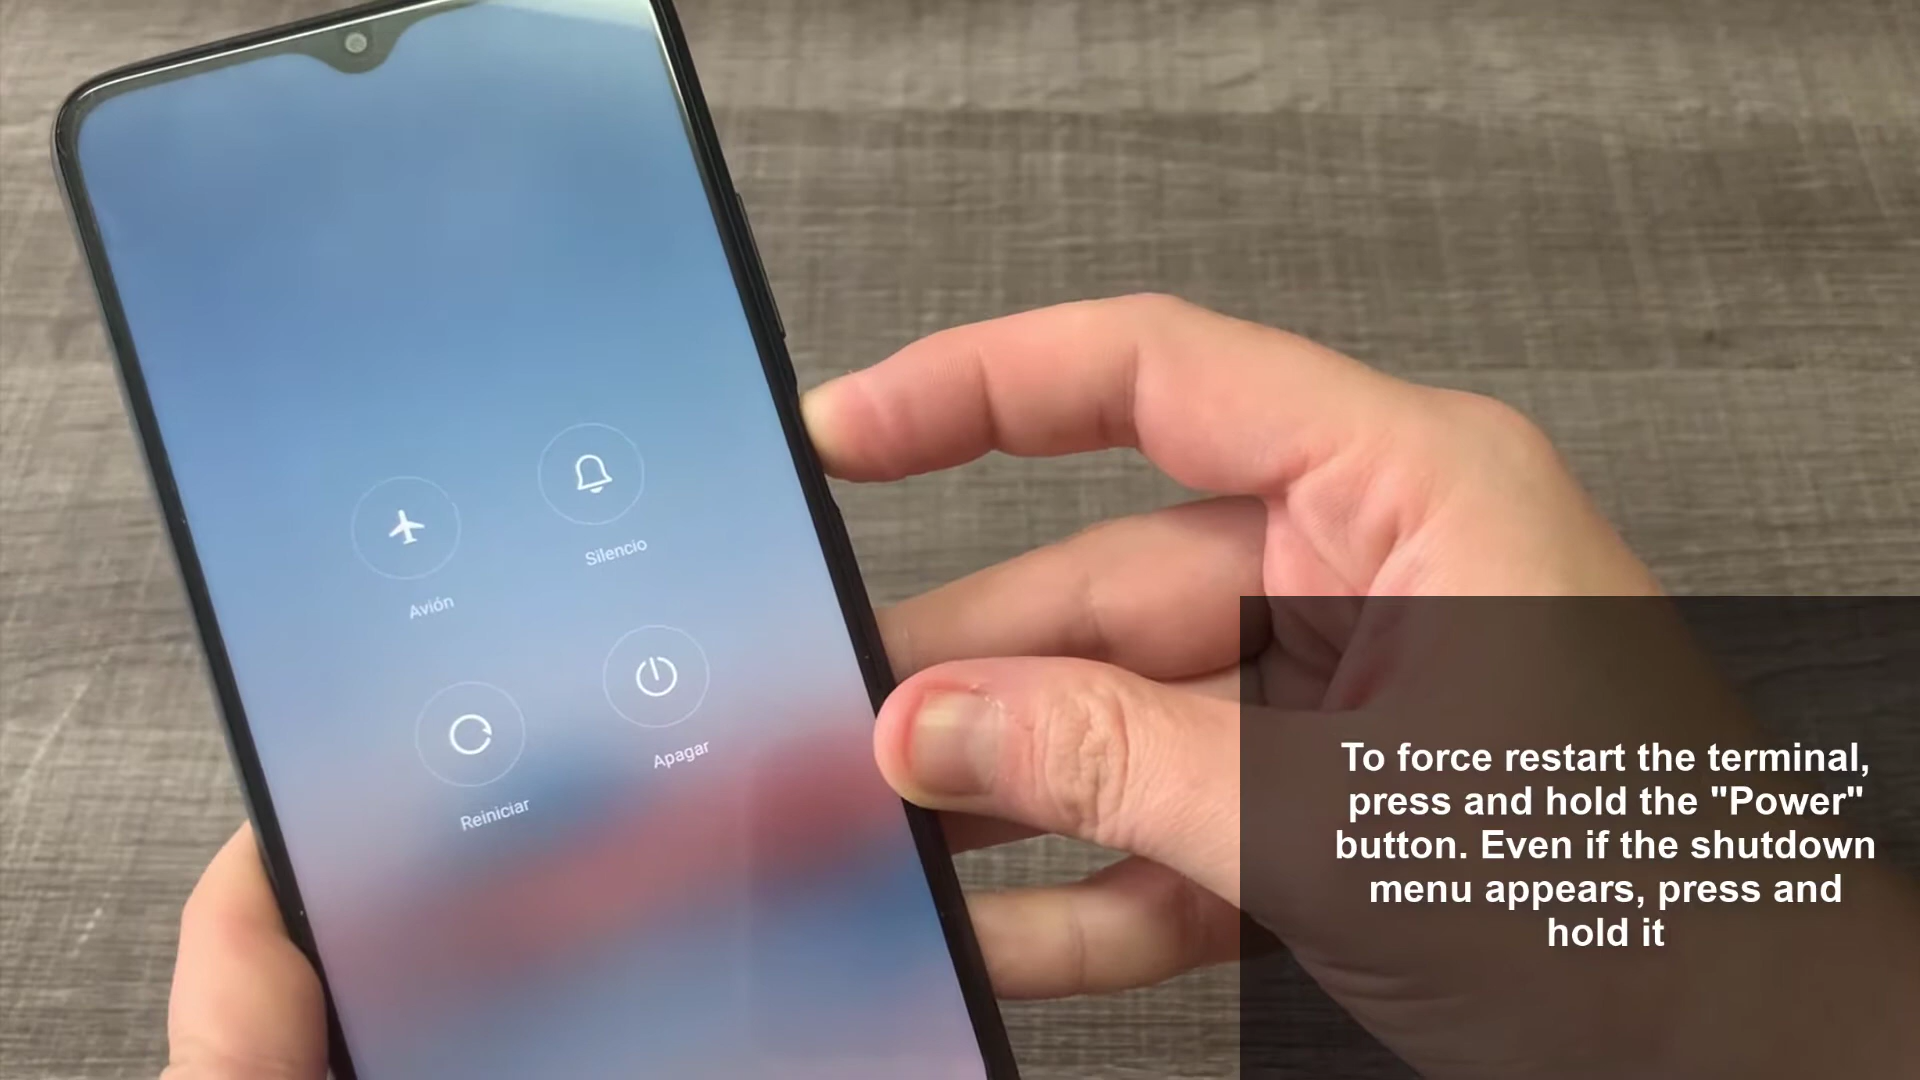 Silencio
Avión
Apagar
Reiniciar
To force restart the terminal,
press and hold the "Power"
button. Even if the shutdown
menu appears, press and
hold it